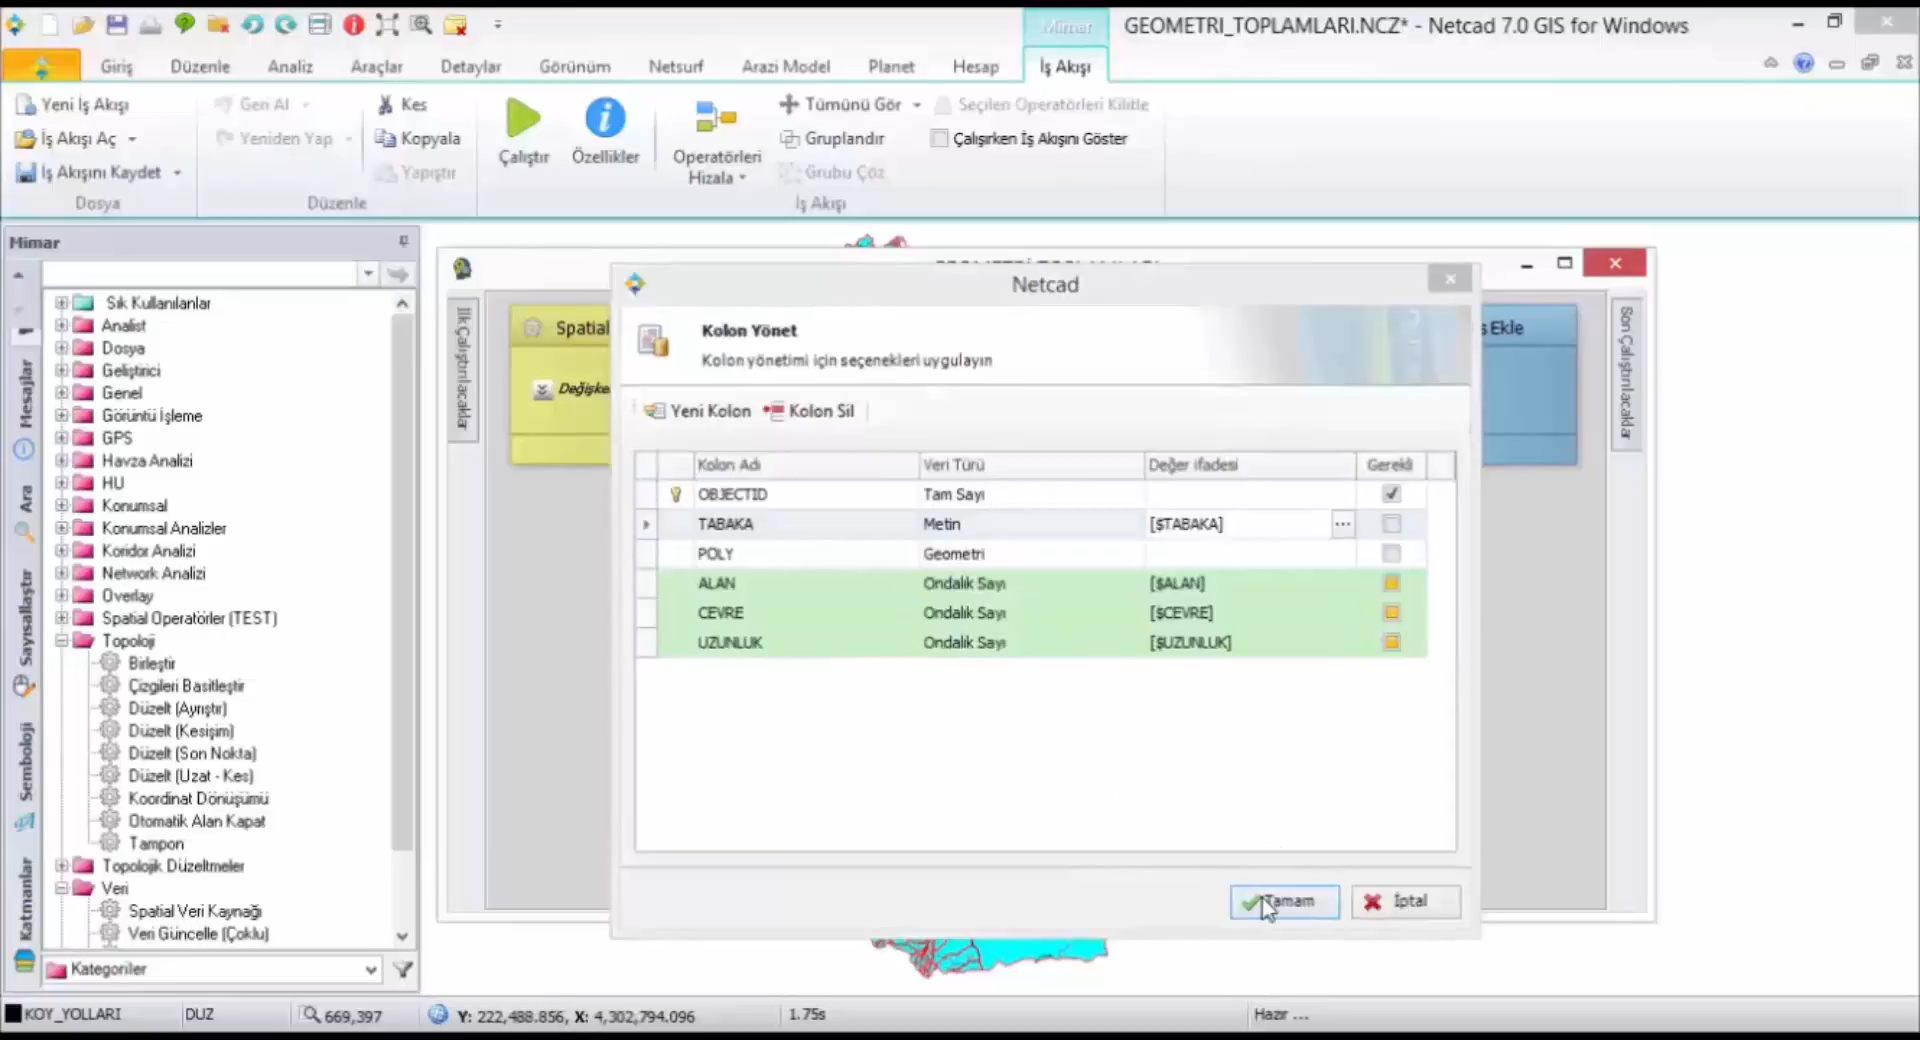 Mimar
GEOMETRI_TOPLAMLARI.NCZ* - Netcad 7.0 GIS for Windows
Giriş
Düzenle
Analiz
Araçlar
Detaylar
Görünüm
Netsurf
Arazi Model
Planet
Hesap
İş Akışı
Yeni İş Akışı
İş Akışı Aç
İş Akışını Kaydet
Dosya
Geri Al
Yeniden Yap
Kes
Kopyala
Yapıştır
Düzenle
Çalıştır
Özellikler
Operatörleri
Hizala
Tümünü Gör
Gruplandır
Grubu Çöz
Seçilen Operatörleri Kilitle
Çalışırken İş Akışını Göster
İş Akışı
Mimar
Mesajlar
Ara
Sayısallaştır
Semboloji
Katmanlar
Sık Kullanılanlar
Analist
Dosya
Geliştirici
Genel
Görüntü İşleme
GPS
Havza Analizi
HU
Konumsal
Konumsal Analizler
Koridor Analizi
Network Analizi
Overlay
Spatial Operatörler (TEST)
Topoloji
Birleştir
Çizgileri Basitleştir
Düzelt (Ayrıştır)
Düzelt (Kesişim)
Düzelt (Son Nokta)
Düzelt (Uzat - Kes)
Koordinat Dönüşümü
Otomatik Alan Kapat
Tampon
Topolojik Düzeltmeler
Veri
Spatial Veri Kaynağı
Veri Güncelle (Çoklu)
Kategoriler
İlk Çalıştırılacaklar
Spatial
Değişke
s Ekle
Son Çalıştırılacaklar
Netcad
Kolon Yönet
Kolon yönetimi için seçenekleri uygulayın
Yeni Kolon
Kolon Sil
Kolon Adı Veri Türü Değer ifadesi Gerekli
OBJECTID Tam Sayı
TABAKA Metin [$TABAKA] ...
POLY Geometri
ALAN Ondalık Sayı [$ALAN]
CEVRE Ondalık Sayı [$CEVRE]
UZUNLUK Ondalık Sayı [$UZUNLUK]
Tamam
İptal
KOY_YOLLARI
DUZ
669,397
Y: 222,488.856, X: 4,302,794.096
1.75s
Hazır ...